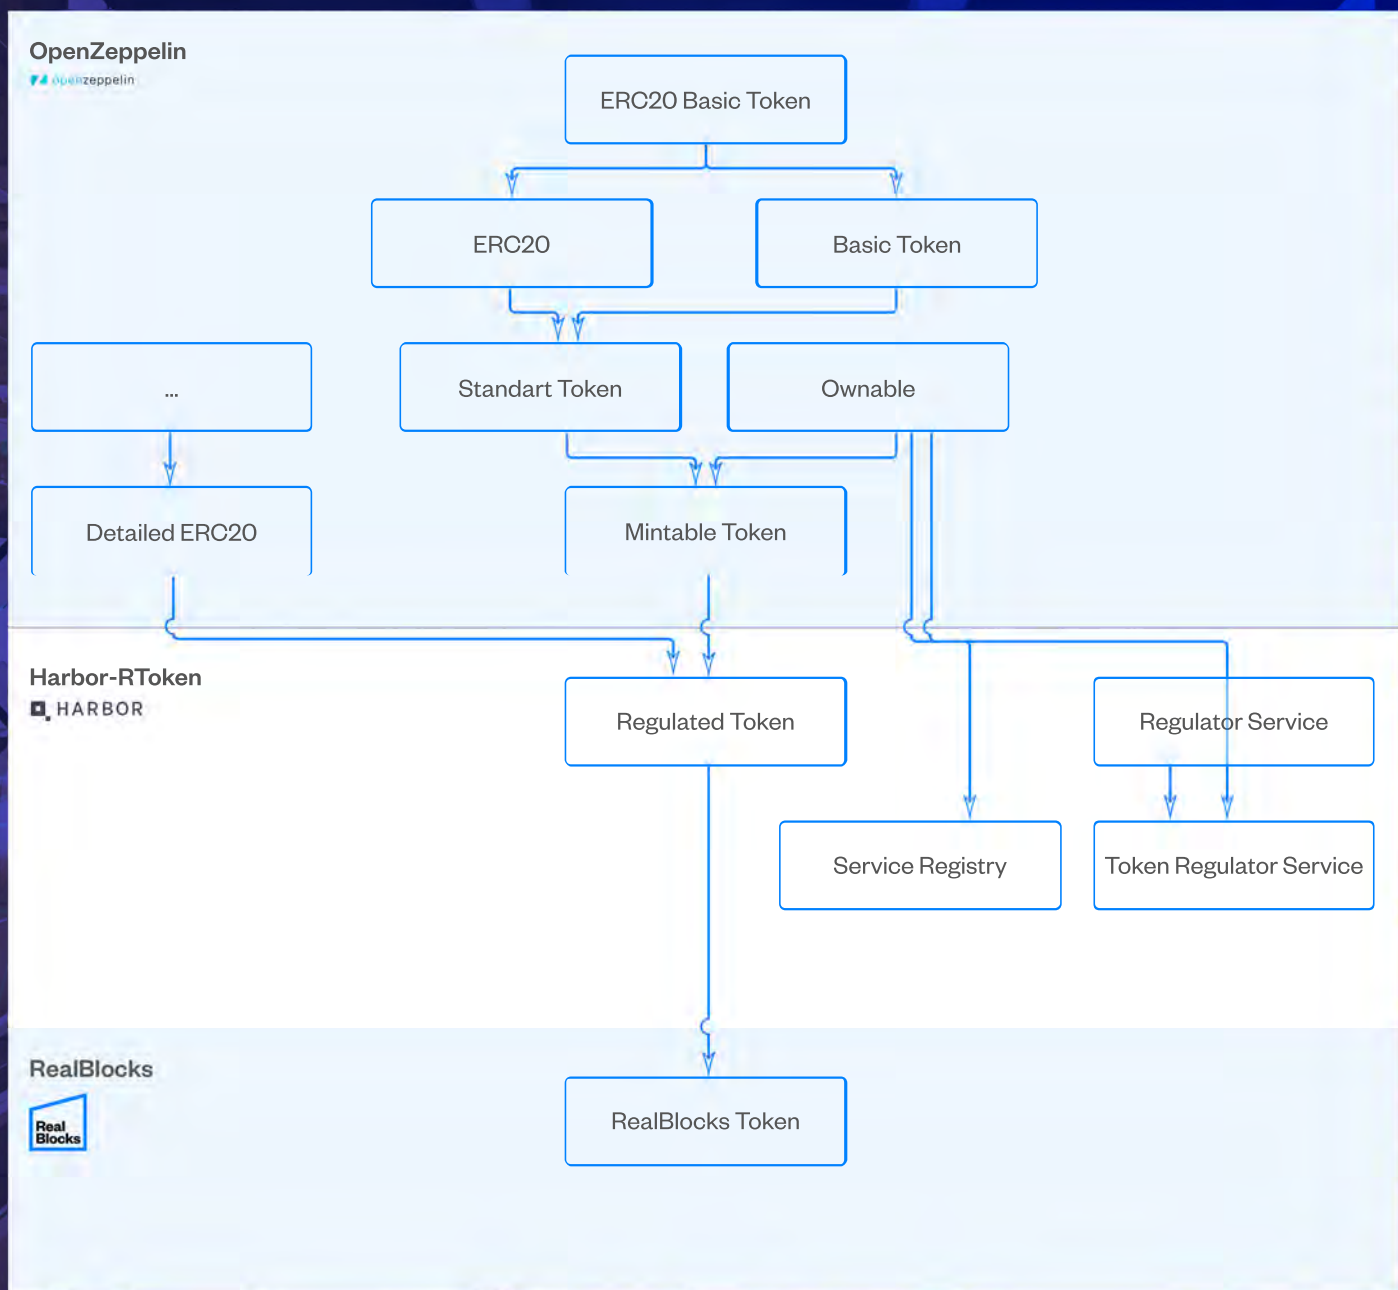 OpenZeppelin
openzeppelin
ERC20 Basic Token
ERC20
Basic Token
...
Standart Token
Ownable
Detailed ERC20
Mintable Token
Harbor-RToken
HARBOR
Regulated Token
Regulator Service
Service Registry
Token Regulator Service
RealBlocks
Real
Blocks
RealBlocks Token